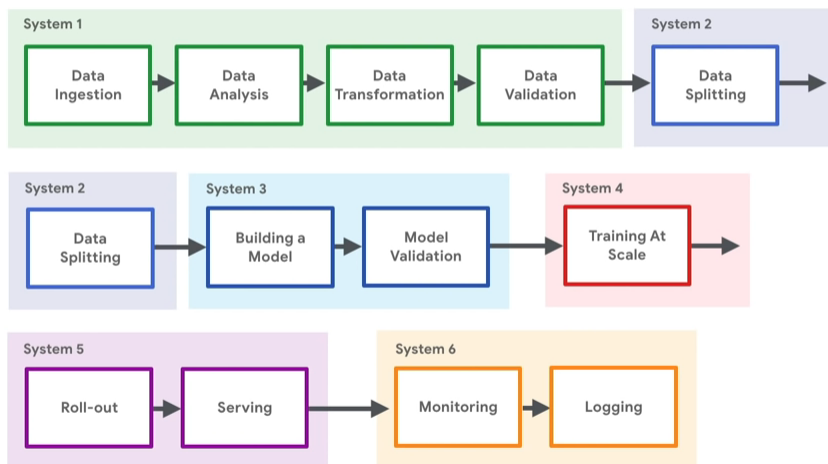 System 1
Data
Ingestion
Data
Analysis
Data
Transformation
Data
Validation
System 2
Data
Splitting
System 2
Data
Splitting
System 3
Building a
Model
Model
Validation
System 4
Training At
Scale
System 5
Roll-out
Serving
System 6
Monitoring
Logging